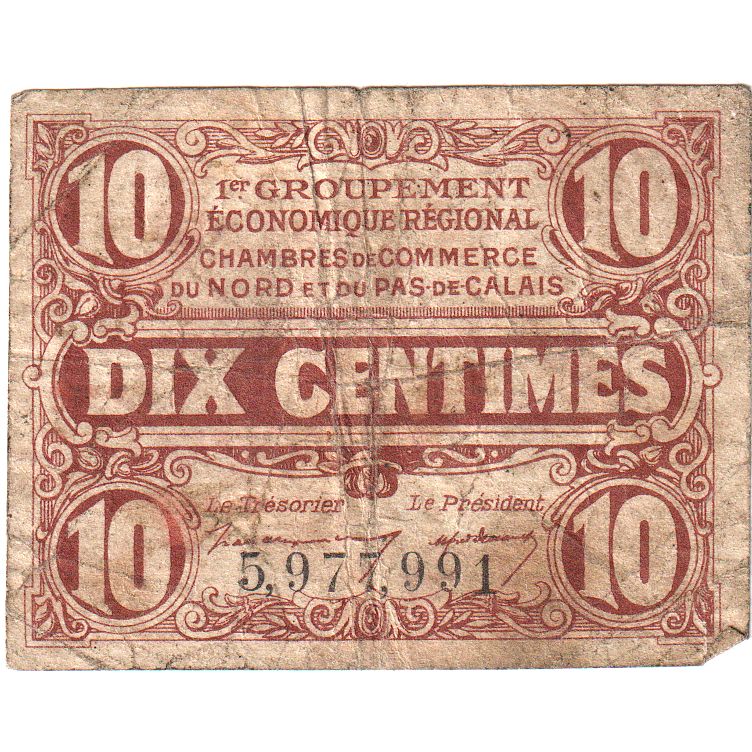 10 10
1er GROUPEMENT
ÉCONOMIQUE RÉGIONAL
CHAMBRES DE COMMERCE
DU NORD ET DU PAS-DE-CALAIS
DIX CENTIMES
Le Trésorier Le Président
5,977,991
10 10